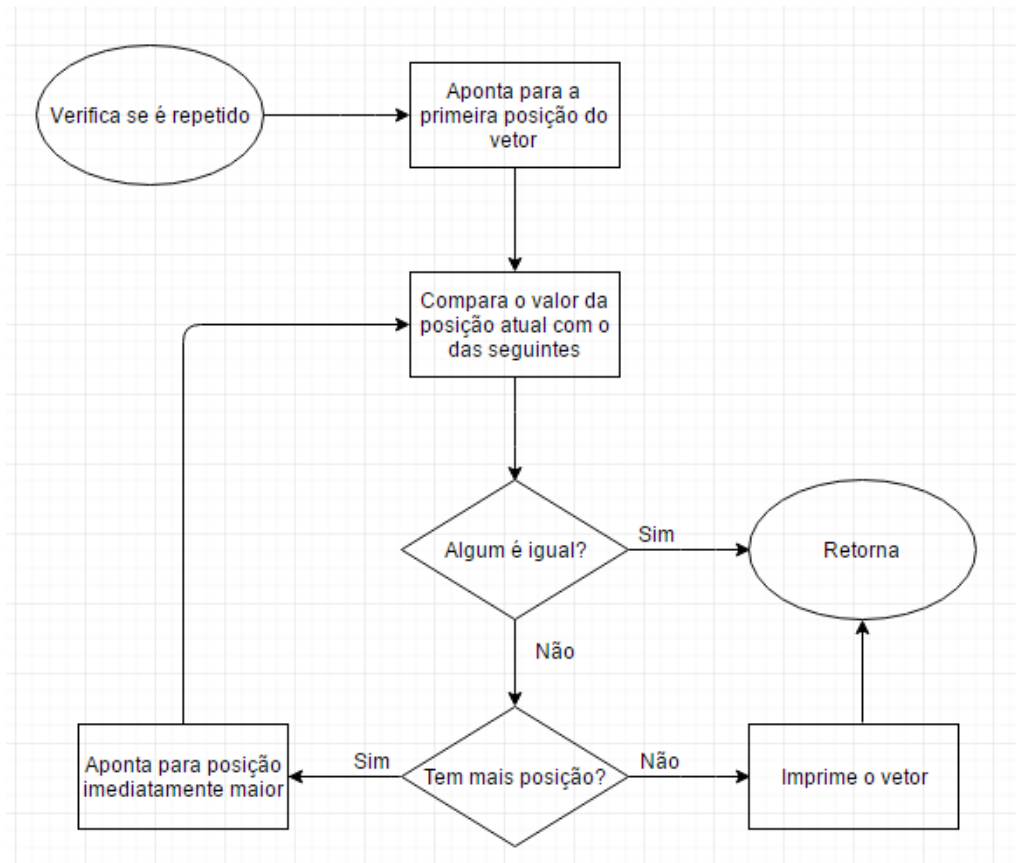 Verifica se é repetido
Aponta para a
primeira posição do
vetor
Compara o valor da
posição atual com o
das seguintes
Algum é igual?
Sim
Retorna
Não
Tem mais posição?
Sim
Aponta para posição
imediatamente maior
Não
Imprime o vetor